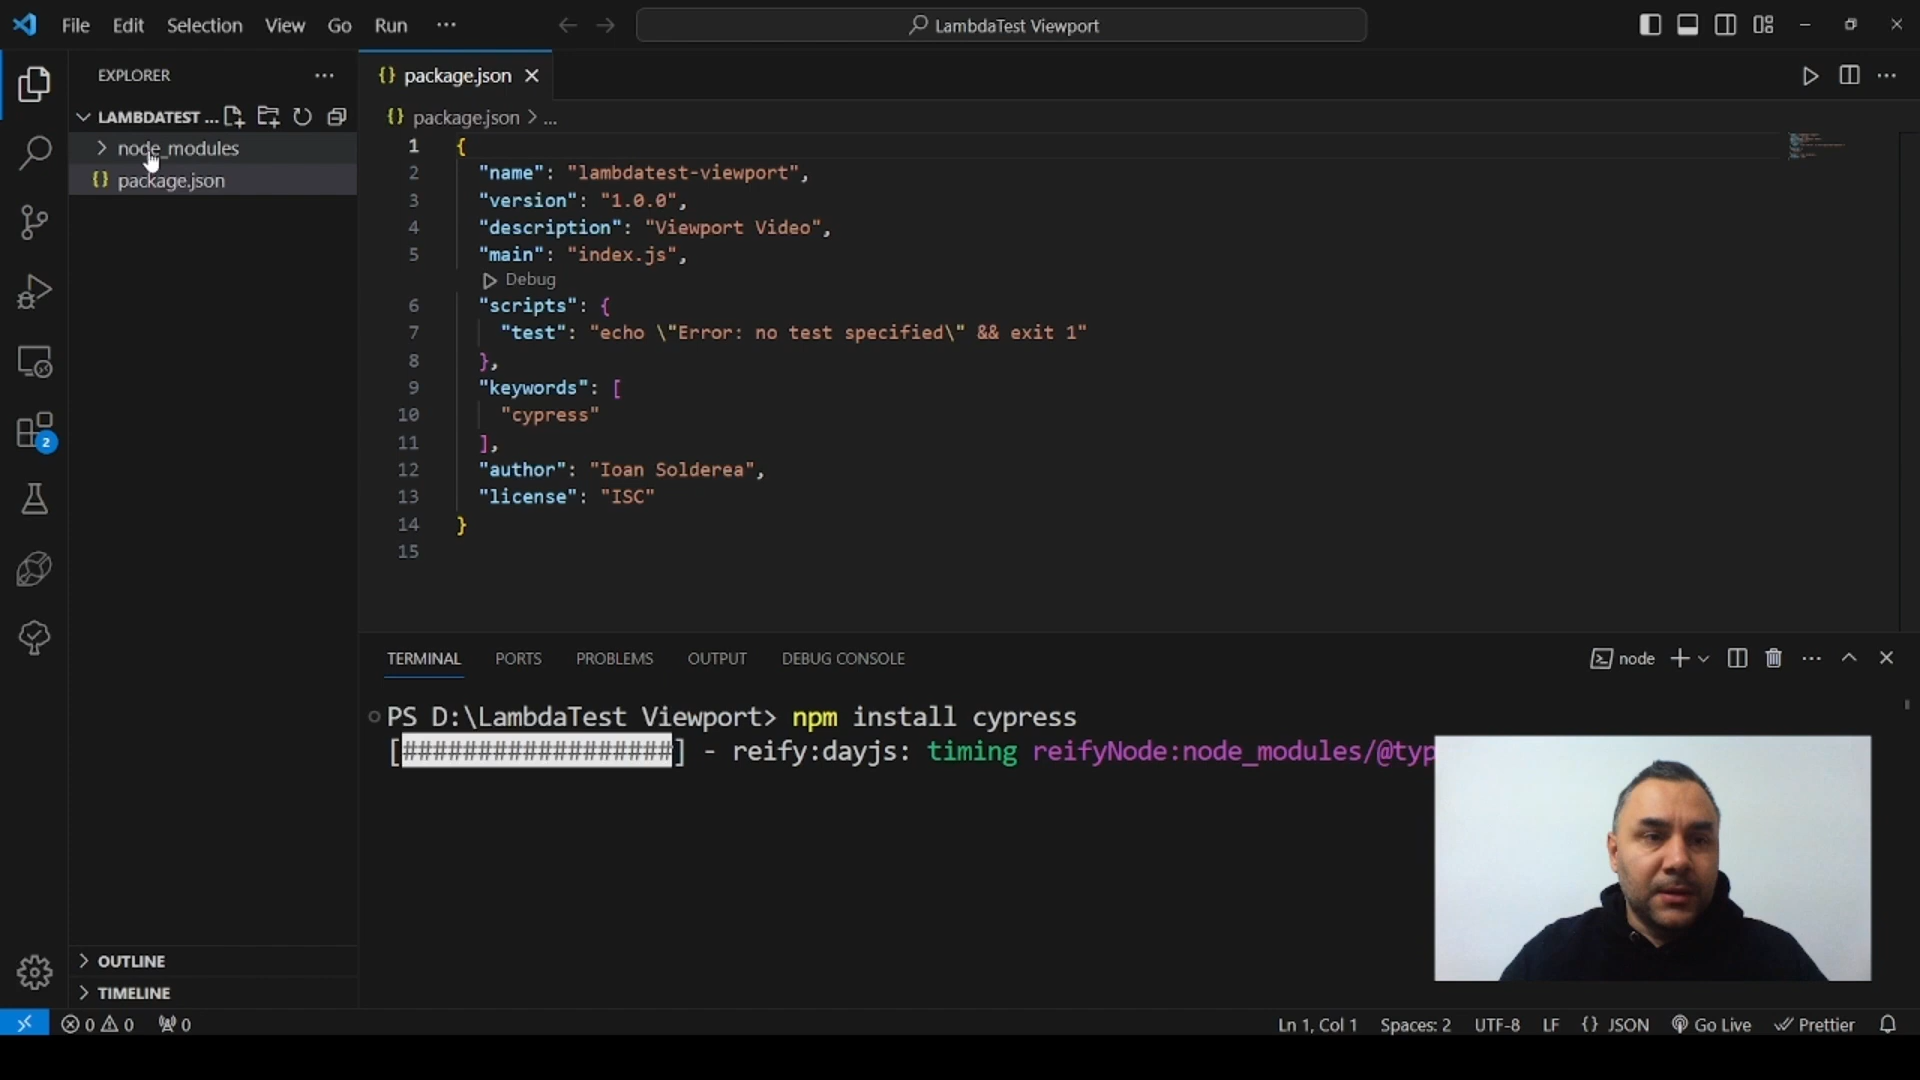 File Edit Selection View Go Run ...
LambdaTest Viewport
EXPLORER
LAMBDATEST ...
node_modules
{} package.json
{} package.json
{} package.json > ...
1 {
2 "name": "lambdatest-viewport",
3 "version": "1.0.0",
4 "description": "Viewport Video",
5 "main": "index.js",
Debug
6 "scripts": {
7 "test": "echo \"Error: no test specified\" && exit 1"
8 },
9 "keywords": [
10 "cypress"
11 ],
12 "author": "Ioan Solderea",
13 "license": "ISC"
14 }
15
2
TERMINAL PORTS PROBLEMS OUTPUT DEBUG CONSOLE
node
PS D:\LambdaTest Viewport> npm install cypress
[##################] - reify:dayjs: timing reifyNode:node_modules/@typ
OUTLINE
TIMELINE
0 0 0
Ln 1, Col 1 Spaces: 2 UTF-8 LF {} JSON Go Live Prettier